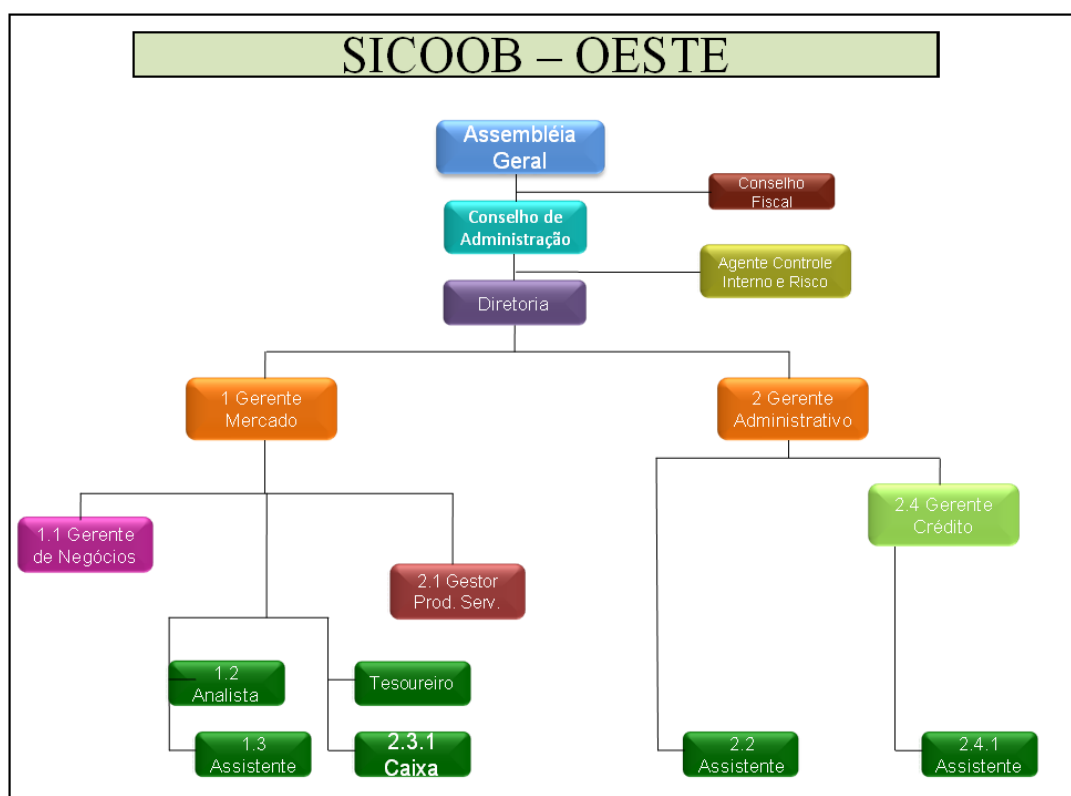 SICOOB – OESTE
Assembléia
Geral
Conselho
Fiscal
Conselho de
Administração
Agente Controle
Interno e Risco
Diretoria
1 Gerente
Mercado
2 Gerente
Administrativo
1.1 Gerente
de Negócios
2.1 Gestor
Prod. Serv.
2.4 Gerente
Crédito
1.2
Analista
Tesoureiro
1.3
Assistente
2.3.1
Caixa
2.2
Assistente
2.4.1
Assistente